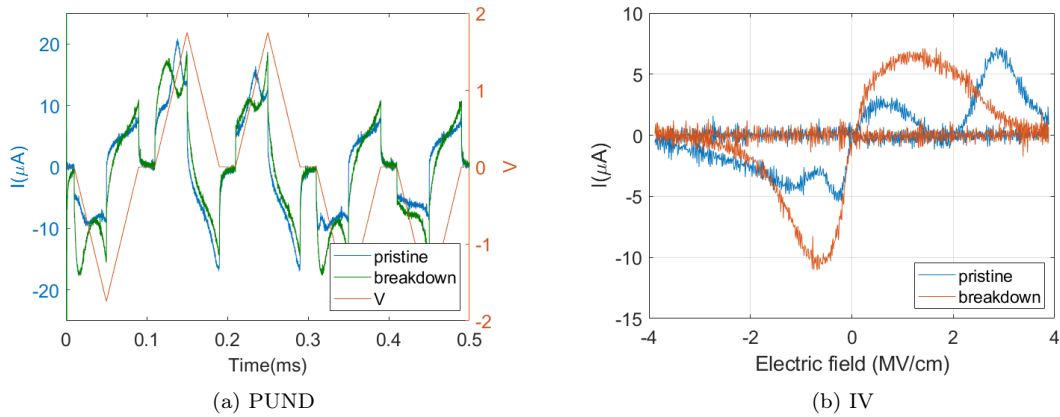 20
10
0
-10
-20
I(μA)
2
1
0
-1
-2
V
pristine
breakdown
V
0
0.1
0.2
0.3
0.4
0.5
Time(ms)
(a) PUND
10
5
0
-5
-10
-15
I(μA)
pristine
breakdown
-4
-2
0
2
4
Electric field (MV/cm)
(b) IV